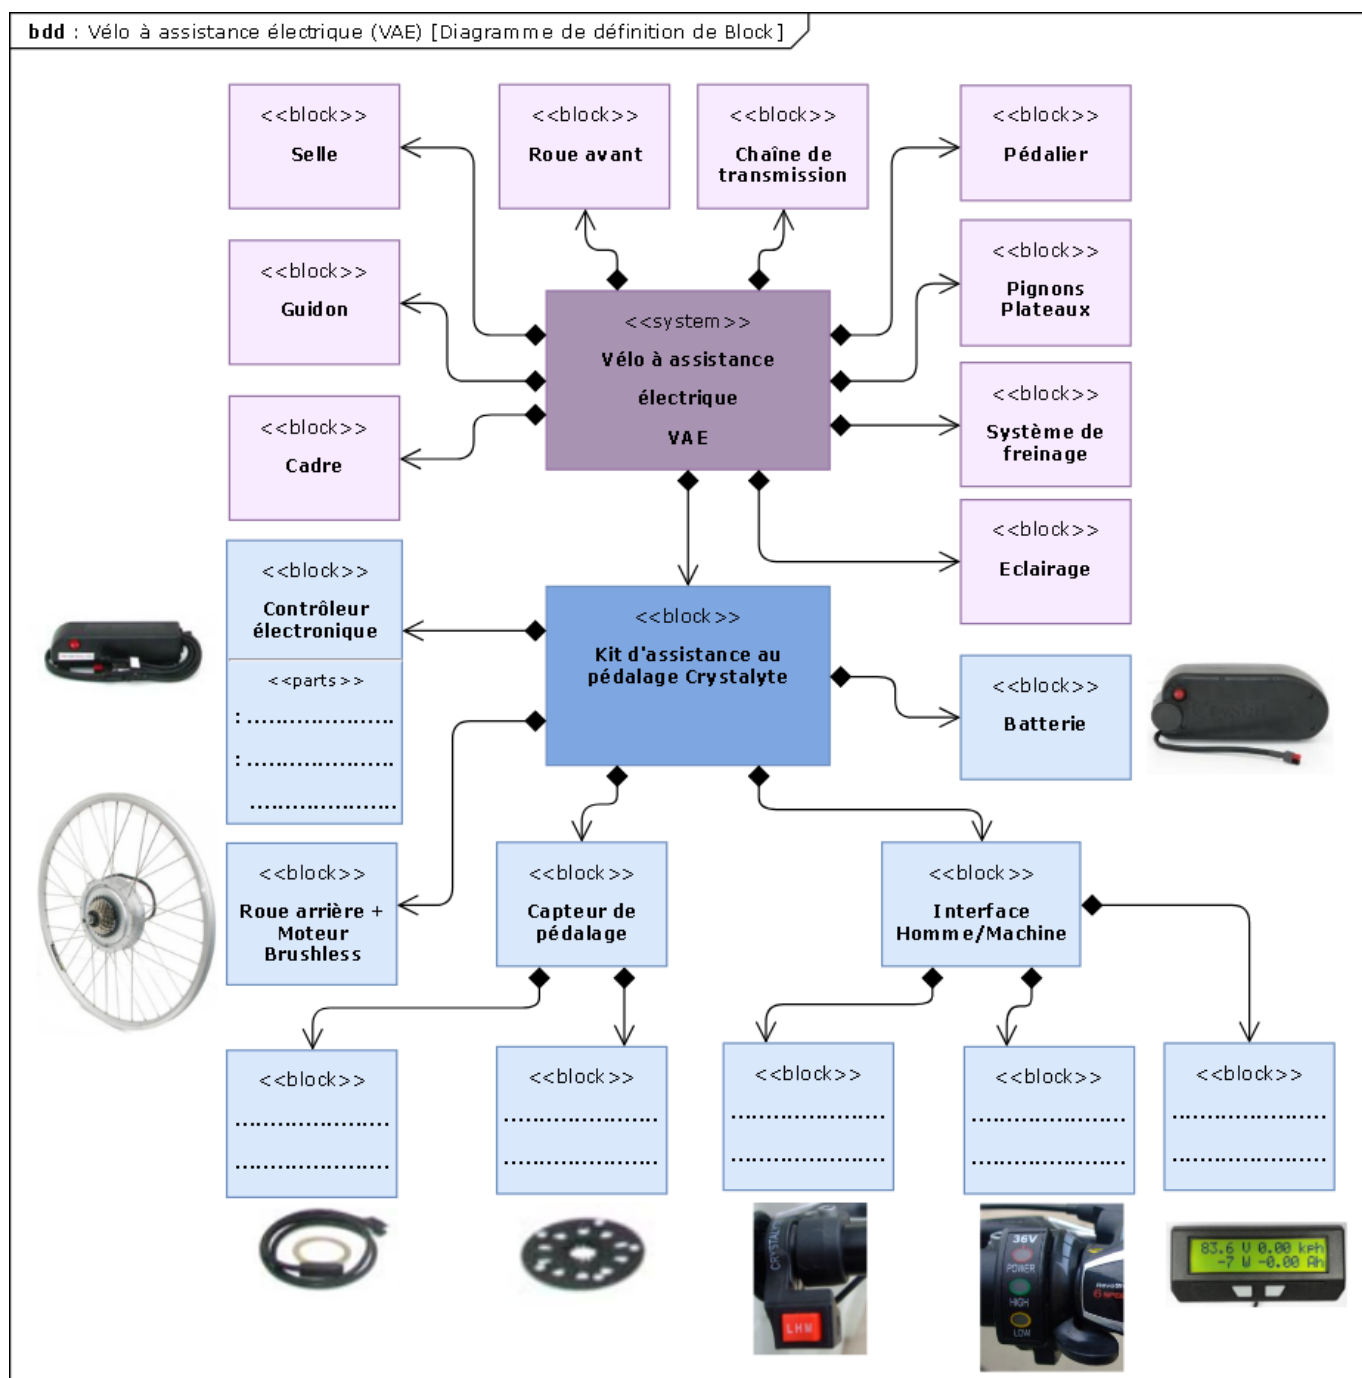 bdd : Vélo à assistance électrique (VAE) [Diagramme de définition de Block]
<<block>>
Selle
<<block>>
Roue avant
<<block>>
Chaîne de
transmission
<<block>>
Pédalier
<<block>>
Guidon
<<block>>
Pignons
Plateaux
<<system>>
Vélo à assistance
électrique
VAE
<<block>>
Cadre
<<block>>
Système de
freinage
<<block>>
Eclairage
<<block>>
Contrôleur
électronique
<<parts>>
: ......................
: ......................
......................
<<block>>
Kit d'assistance au
pédalage Crystalyte
<<block>>
Batterie
<<block>>
Roue arrière +
Moteur
Brushless
<<block>>
Capteur de
pédalage
<<block>>
Interface
Homme/Machine
<<block>>
.......................
.......................
<<block>>
.......................
.......................
<<block>>
.......................
.......................
<<block>>
.......................
.......................
<<block>>
.......................
.......................
LHM
36V
POWER
HIGH
LOW
83.6 V 0.00 kph
-7 W -0.00 Ah